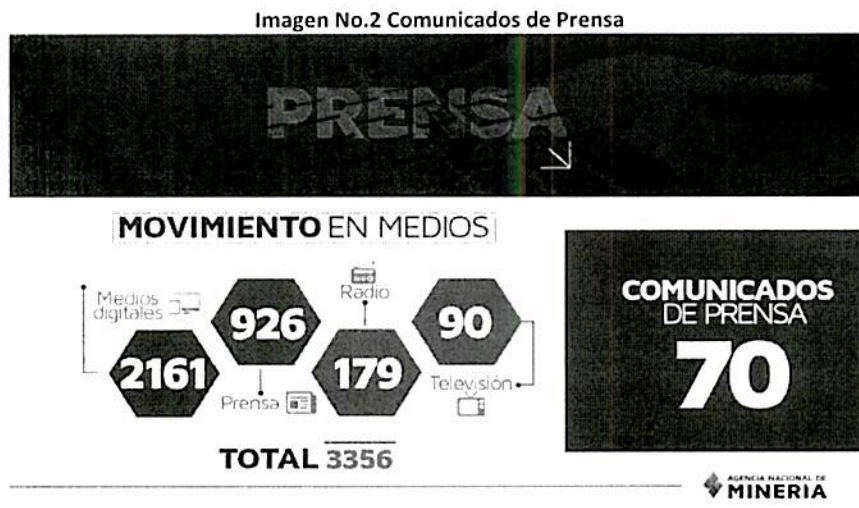 Imagen No.2 Comunicados de Prensa
PRENSA
MOVIMIENTO EN MEDIOS
Medios
digitales
2161
926
Prensa
Radio
179
90
Televisión
TOTAL 3356
COMUNICADOS
DE PRENSA
70
AGENCIA NACIONAL DE
MINERÍA